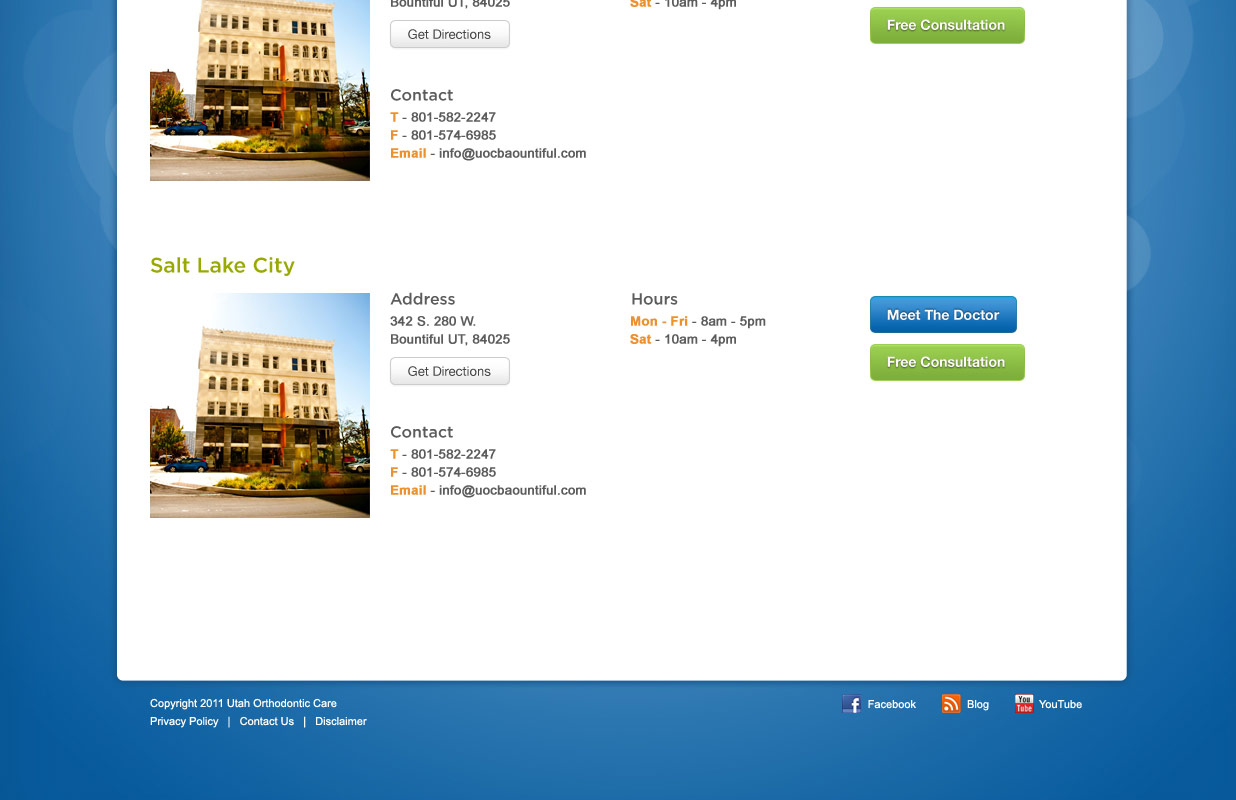 Bountiful UT, 84025
Sat - 10am - 4pm
Free Consultation
Get Directions
Contact
T - 801-582-2247
F - 801-574-6985
Email - info@uocbaountiful.com
Salt Lake City
Address
342 S. 280 W.
Bountiful UT, 84025
Get Directions
Hours
Mon - Fri - 8am - 5pm
Sat - 10am - 4pm
Meet The Doctor
Free Consultation
Contact
T - 801-582-2247
F - 801-574-6985
Email - info@uocbaountiful.com
Copyright 2011 Utah Orthodontic Care
Privacy Policy | Contact Us | Disclaimer
Facebook
Blog
You Tube YouTube